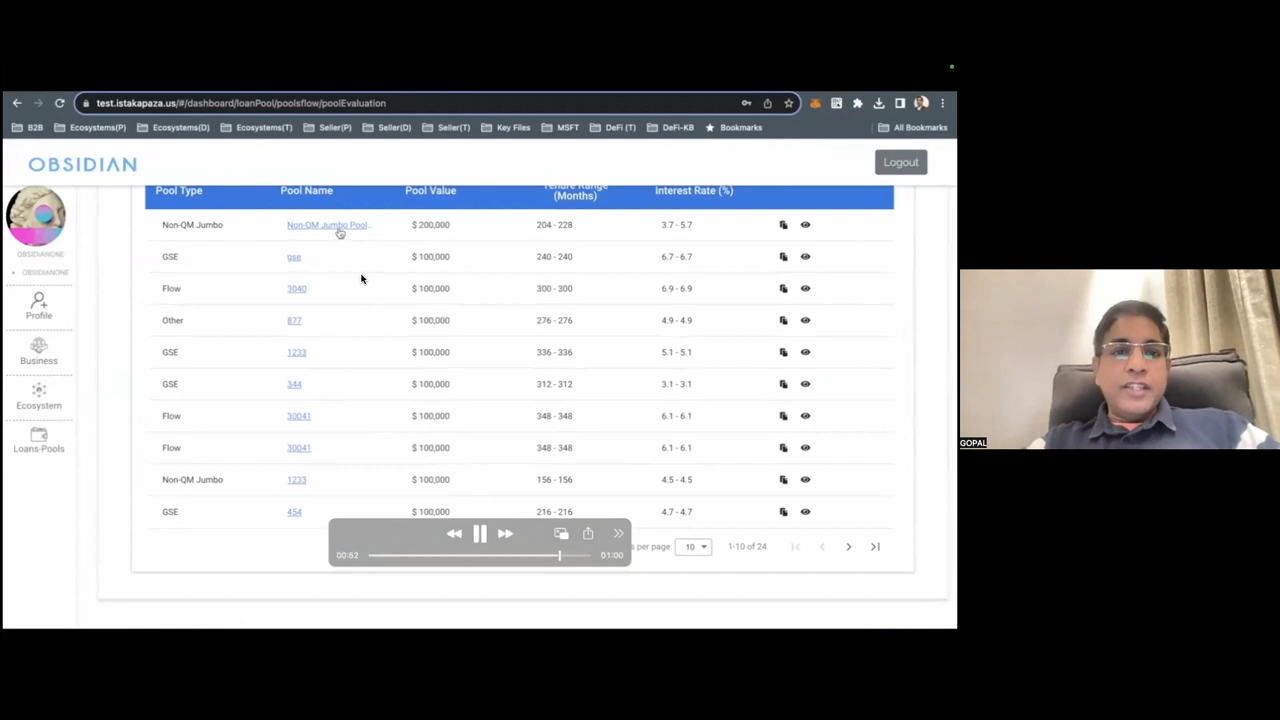 test.istakapaza.us/#/dashboard/loanPool/poolsflow/poolEvaluation
B2B Ecosystems(P) Ecosystems(D) Ecosystems(T) Seller(P) Seller(D) Seller(T) Key Files MSFT DeFi (T) DeFi-KB Bookmarks All Bookmarks
OBSIDIAN Logout
Pool Type Pool Name Pool Value Tenure Range (Months) Interest Rate (%)
Non-QM Jumbo Non-QM Jumbo Pool.. $ 200,000 204 - 228 3.7 - 5.7
GSE gse $ 100,000 240 - 240 6.7 - 6.7
Flow 3040 $ 100,000 300 - 300 6.9 - 6.9
Other 877 $ 100,000 276 - 276 4.9 - 4.9
GSE 1233 $ 100,000 336 - 336 5.1 - 5.1
GSE 344 $ 100,000 312 - 312 3.1 - 3.1
Flow 30041 $ 100,000 348 - 348 6.1 - 6.1
Flow 30041 $ 100,000 348 - 348 6.1 - 6.1
Non-QM Jumbo 1233 $ 100,000 156 - 156 4.5 - 4.5
GSE 454 $ 100,000 216 - 216 4.7 - 4.7
s per page: 10 1-10 of 24
00:52 01:00
OBSIDIANONE
OBSIDIANONE
Profile
Business
Ecosystem
Loans-Pools
GOPAL